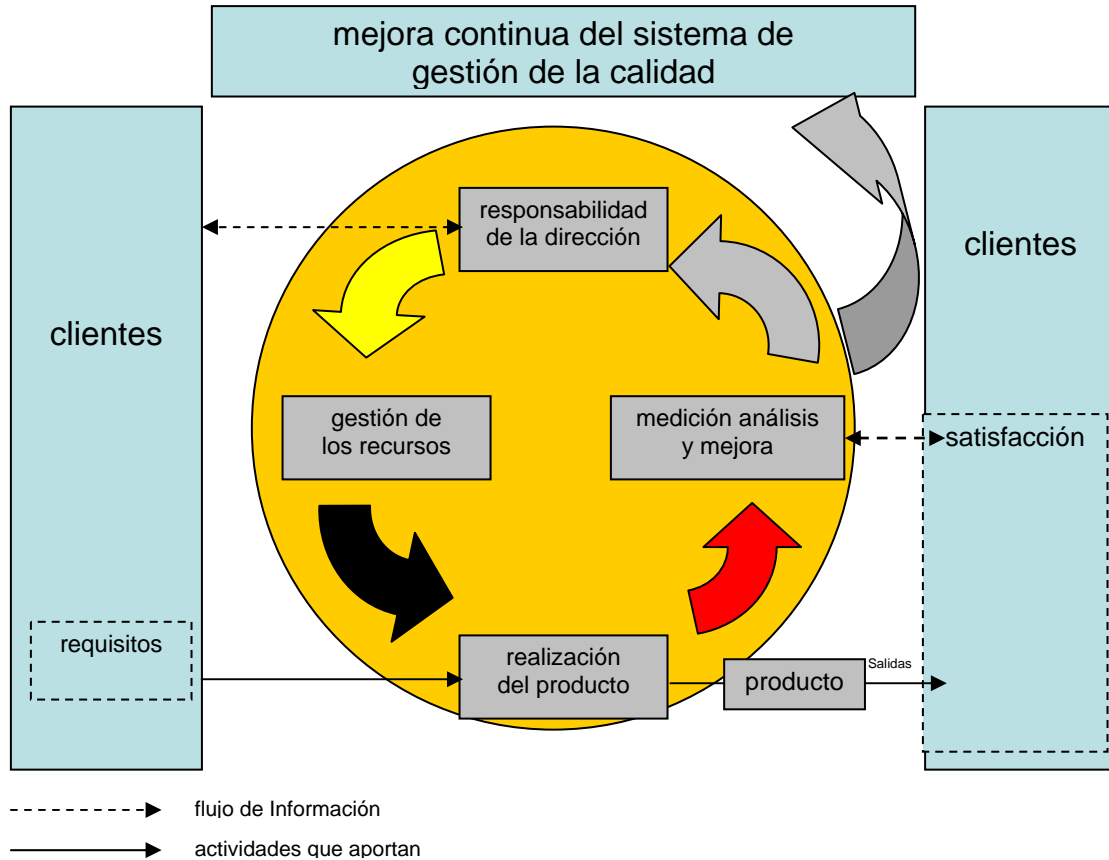 mejora continua del sistema de
gestión de la calidad
responsabilidad
de la dirección
clientes
clientes
gestión de
los recursos
medición análisis
y mejora
satisfacción
requisitos
realización
del producto
producto
Salidas
flujo de Información
actividades que aportan